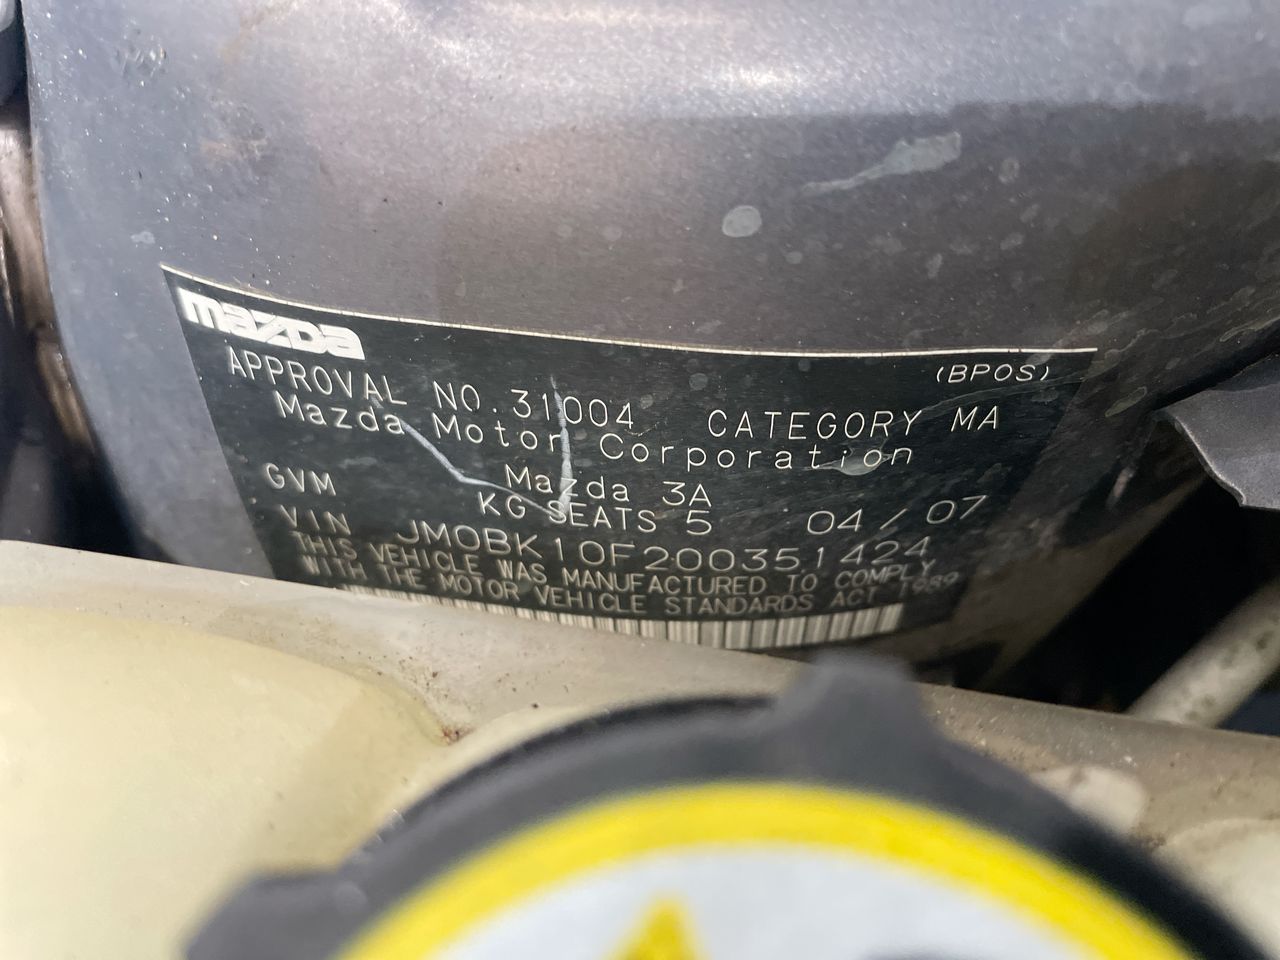 mazda
(BPOS)
APPROVAL NO.31004 CATEGORY MA
Mazda Motor Corporation
Mazda 3A
GVM KG SEATS 5 04/07
VIN JM0BK10F200351424
THIS VEHICLE WAS MANUFACTURED TO COMPLY
WITH THE MOTOR VEHICLE STANDARDS ACT 1989